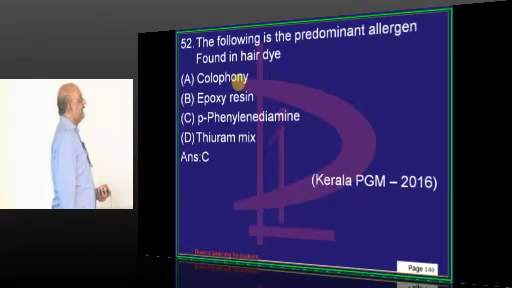 52. The following is the predominant allergen
Found in hair dye
(A) Colophony
(B) Epoxy resin
(C) p-Phenylenediamine
(D) Thiuram mix
Ans:C
(Kerala PGM – 2016)
Page 140